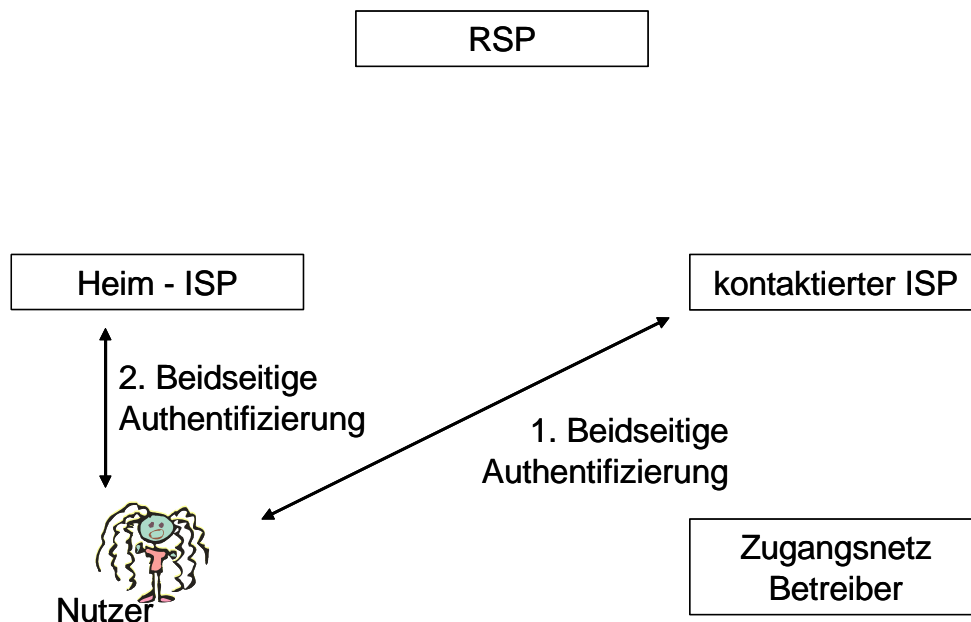 RSP
Heim - ISP
kontaktierter ISP
2. Beidseitige
Authentifizierung
1. Beidseitige
Authentifizierung
Zugangsnetz
Betreiber
Nutzer